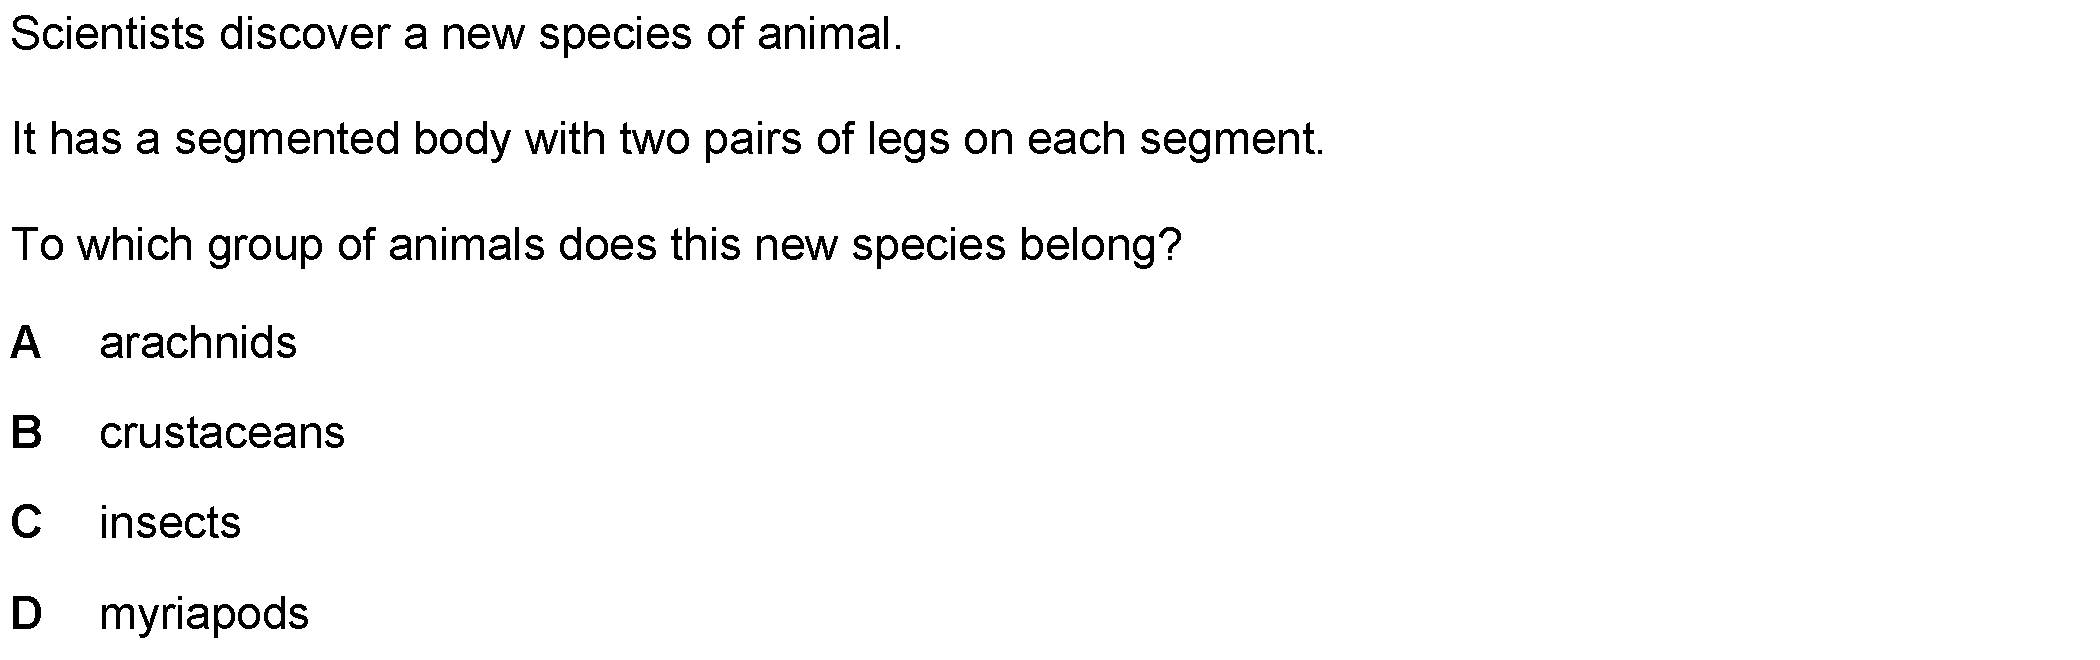 Scientists discover a new species of animal.
It has a segmented body with two pairs of legs on each segment.
To which group of animals does this new species belong?
A arachnids
B crustaceans
C insects
D myriapods